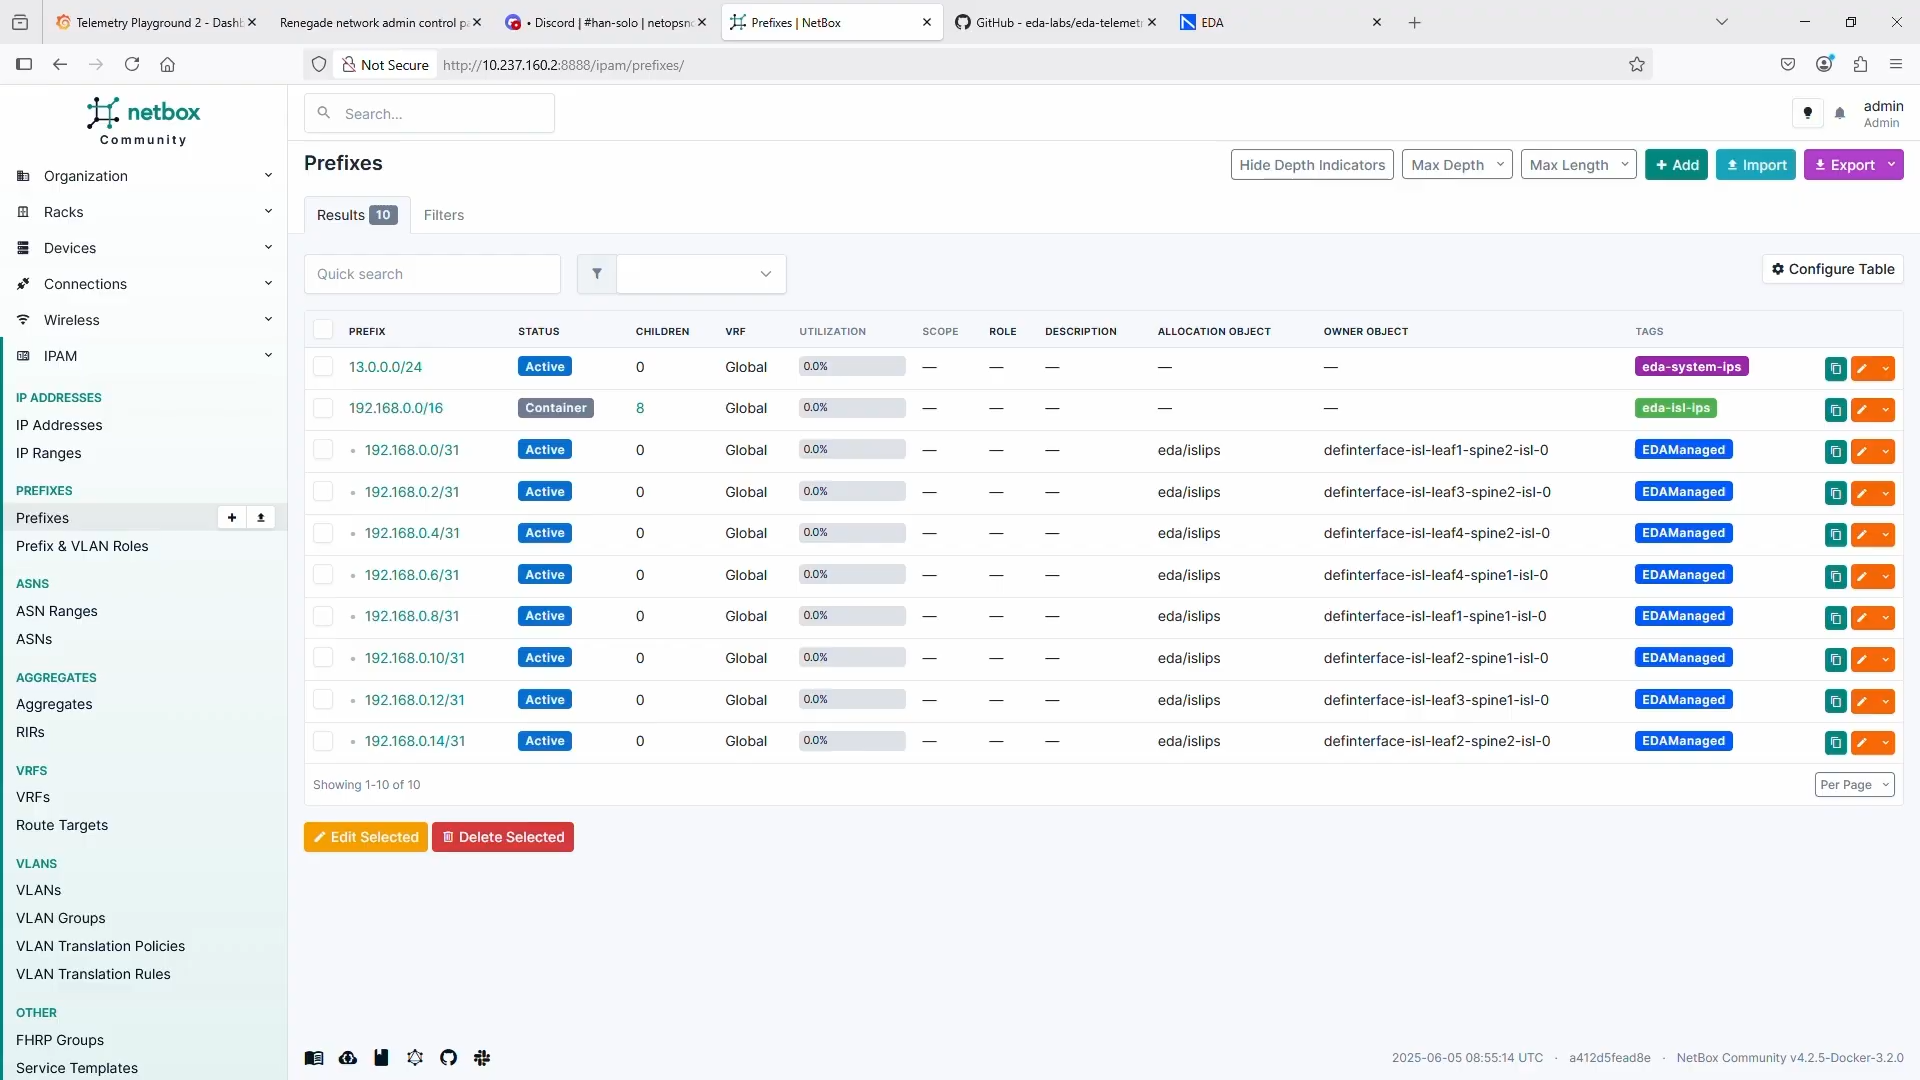 Telemetry Playground 2 - Dashb
Renegade network admin control pa
• Discord | #han-solo | netopsno
Prefixes | NetBox
GitHub - eda-labs/eda-telemetr
EDA
Not Secure
http://10.237.160.2:8888/ipam/prefixes/
netbox
Community
Search...
admin
Admin
Organization
Racks
Devices
Connections
Wireless
IPAM
IP ADDRESSES
IP Addresses
IP Ranges
PREFIXES
Prefixes
Prefix & VLAN Roles
ASNS
ASN Ranges
ASNs
AGGREGATES
Aggregates
RIRs
VRFS
VRFs
Route Targets
VLANS
VLANs
VLAN Groups
VLAN Translation Policies
VLAN Translation Rules
OTHER
FHRP Groups
Service Templates
Prefixes
Hide Depth Indicators Max Depth Max Length + Add Import Export
Results 10 Filters
Quick search
Configure Table
PREFIX STATUS CHILDREN VRF UTILIZATION SCOPE ROLE DESCRIPTION ALLOCATION OBJECT OWNER OBJECT TAGS
13.0.0.0/24 Active 0 Global 0.0% — — — — — eda-system-ips
192.168.0.0/16 Container 8 Global 0.0% — — — — — eda-isl-ips
• 192.168.0.0/31 Active 0 Global 0.0% — — — eda/islips definterface-isl-leaf1-spine2-isl-0 EDAManaged
• 192.168.0.2/31 Active 0 Global 0.0% — — — eda/islips definterface-isl-leaf3-spine2-isl-0 EDAManaged
• 192.168.0.4/31 Active 0 Global 0.0% — — — eda/islips definterface-isl-leaf4-spine2-isl-0 EDAManaged
• 192.168.0.6/31 Active 0 Global 0.0% — — — eda/islips definterface-isl-leaf4-spine1-isl-0 EDAManaged
• 192.168.0.8/31 Active 0 Global 0.0% — — — eda/islips definterface-isl-leaf1-spine1-isl-0 EDAManaged
• 192.168.0.10/31 Active 0 Global 0.0% — — — eda/islips definterface-isl-leaf2-spine1-isl-0 EDAManaged
• 192.168.0.12/31 Active 0 Global 0.0% — — — eda/islips definterface-isl-leaf3-spine1-isl-0 EDAManaged
• 192.168.0.14/31 Active 0 Global 0.0% — — — eda/islips definterface-isl-leaf2-spine2-isl-0 EDAManaged
Showing 1-10 of 10
Per Page
Edit Selected Delete Selected
2025-06-05 08:55:14 UTC · a412d5fead8e · NetBox Community v4.2.5-Docker-3.2.0